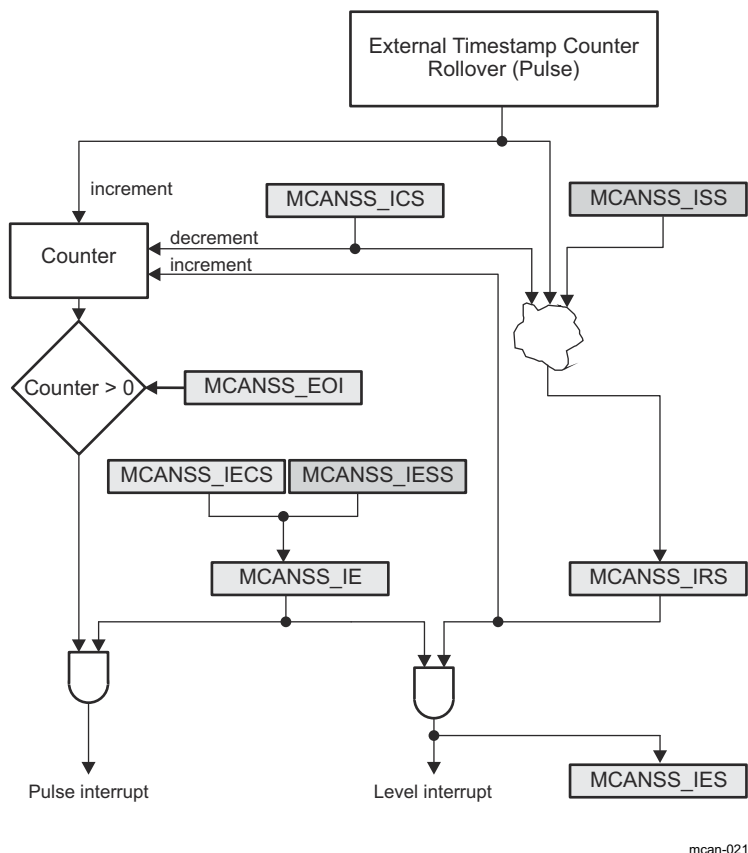 External Timestamp Counter
Rollover (Pulse)
increment
MCANSS_ICS
MCANSS_ISS
decrement
Counter
increment
Counter > 0
MCANSS_EOI
MCANSS_IECS
MCANSS_IESS
MCANSS_IE
MCANSS_IRS
Pulse interrupt
Level interrupt
MCANSS_IES
mcan-021